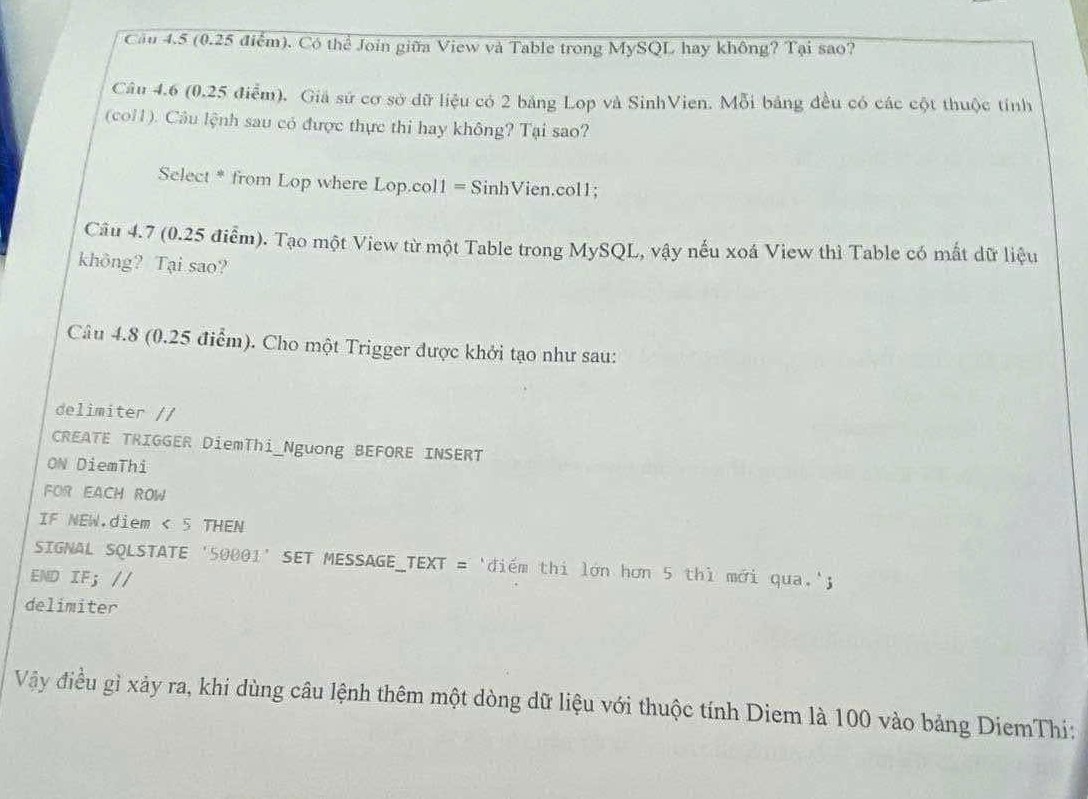 Câu 4.5 (0.25 điểm). Có thể Join giữa View và Table trong MySQL hay không? Tại sao?
Câu 4.6 (0.25 điểm). Giả sử cơ sở dữ liệu có 2 bảng Lop và SinhVien. Mỗi bảng đều có các cột thuộc tính
(col1). Câu lệnh sau có được thực thi hay không? Tại sao?
Select * from Lop where Lop.col1 = SinhVien.col1;
Câu 4.7 (0.25 điểm). Tạo một View từ một Table trong MySQL, vậy nếu xoá View thì Table có mất dữ liệu
không? Tại sao?
Câu 4.8 (0.25 điểm). Cho một Trigger được khởi tạo như sau:
delimiter //
CREATE TRIGGER DiemThi_Nguong BEFORE INSERT
ON DiemThi
FOR EACH ROW
IF NEW.diem < 5 THEN
SIGNAL SQLSTATE '50001' SET MESSAGE_TEXT = 'điểm thi lớn hơn 5 thì mới qua.';
END IF; //
delimiter
Vậy điều gì xảy ra, khi dùng câu lệnh thêm một dòng dữ liệu với thuộc tính Diem là 100 vào bảng DiemThi: